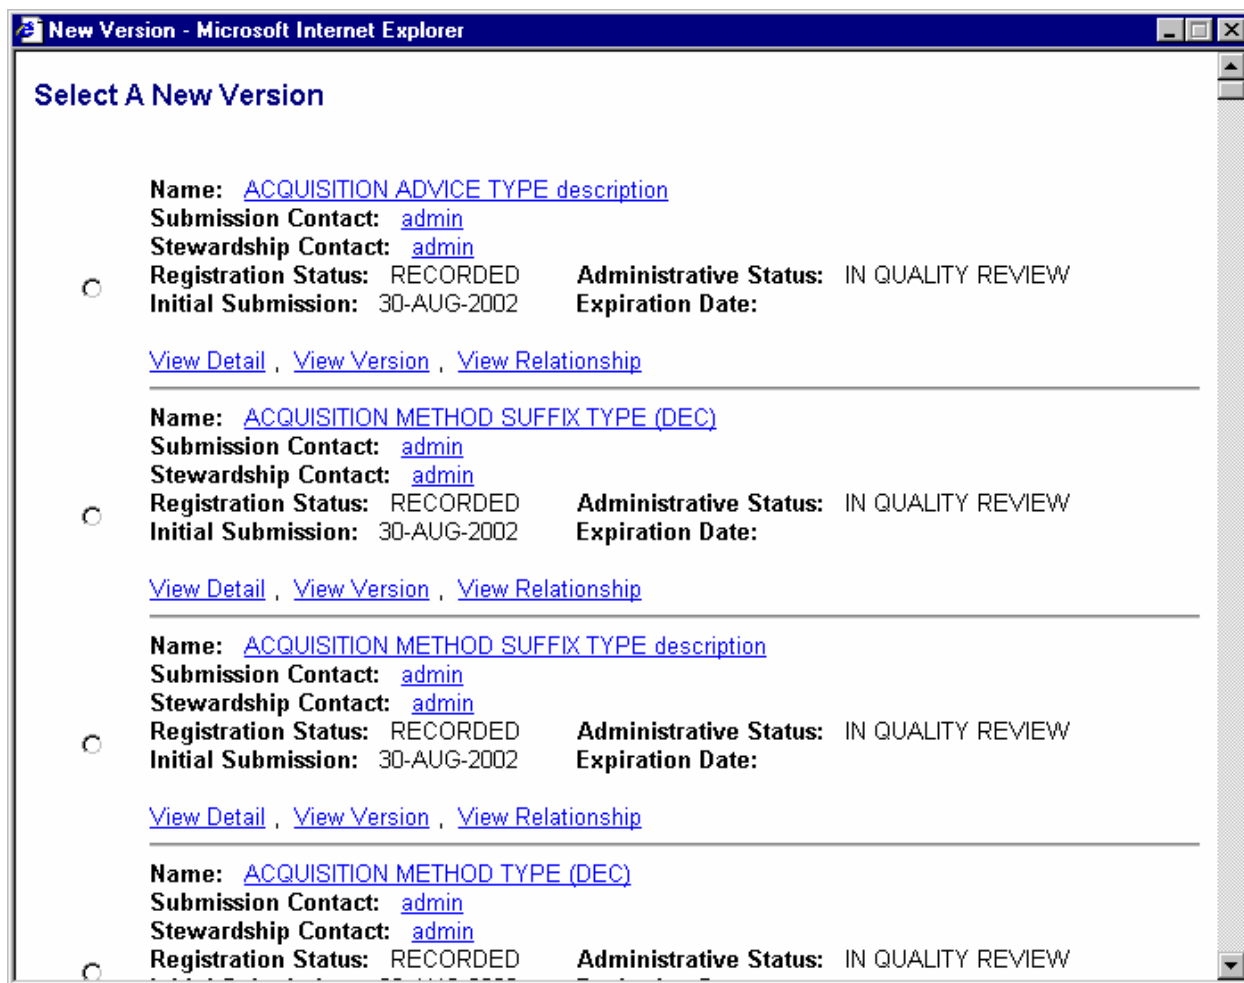 New Version - Microsoft Internet Explorer
Select A New Version
Name: ACQUISITION ADVICE TYPE description
Submission Contact: admin
Stewardship Contact: admin
Registration Status: RECORDED Administrative Status: IN QUALITY REVIEW
Initial Submission: 30-AUG-2002 Expiration Date:
View Detail , View Version , View Relationship
Name: ACQUISITION METHOD SUFFIX TYPE (DEC)
Submission Contact: admin
Stewardship Contact: admin
Registration Status: RECORDED Administrative Status: IN QUALITY REVIEW
Initial Submission: 30-AUG-2002 Expiration Date:
View Detail , View Version , View Relationship
Name: ACQUISITION METHOD SUFFIX TYPE description
Submission Contact: admin
Stewardship Contact: admin
Registration Status: RECORDED Administrative Status: IN QUALITY REVIEW
Initial Submission: 30-AUG-2002 Expiration Date:
View Detail , View Version , View Relationship
Name: ACQUISITION METHOD TYPE (DEC)
Submission Contact: admin
Stewardship Contact: admin
Registration Status: RECORDED Administrative Status: IN QUALITY REVIEW